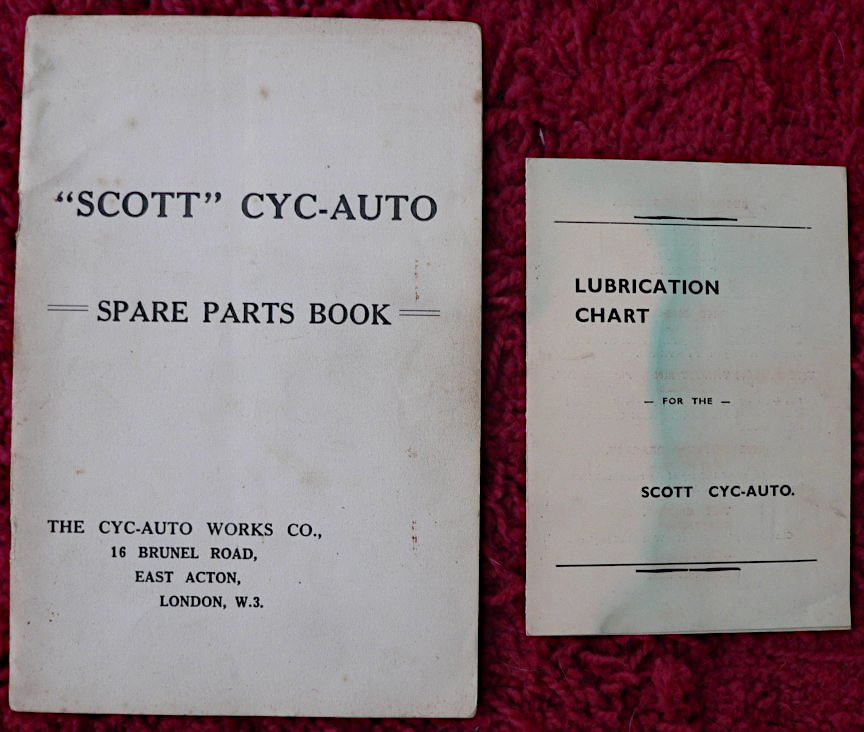 “SCOTT” CYC-AUTO
SPARE PARTS BOOK
THE CYC-AUTO WORKS CO.,
16 BRUNEL ROAD,
EAST ACTON,
LONDON, W.3.
LUBRICATION
CHART
— FOR THE —
SCOTT CYC-AUTO.